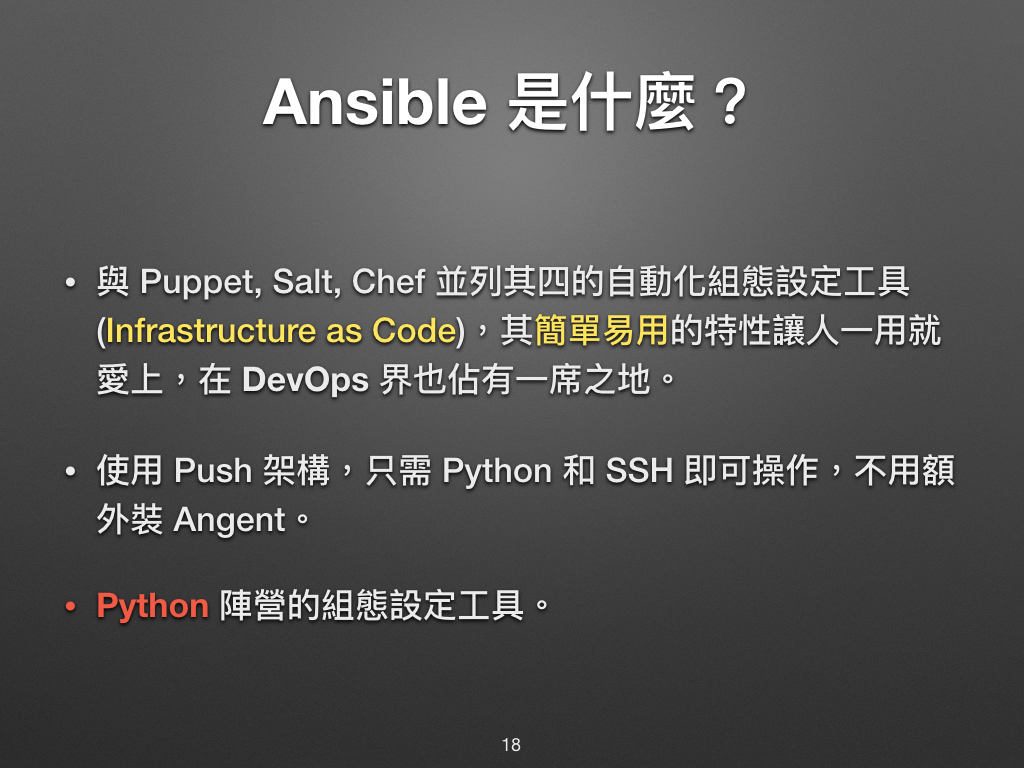 Ansible 是什麼？
• 與 Puppet, Salt, Chef 並列其四的自動化組態設定工具
(Infrastructure as Code)，其簡單易用的特性讓人一用就
愛上，在 DevOps 界也佔有一席之地。
• 使用 Push 架構，只需 Python 和 SSH 即可操作，不用額
外裝 Angent。
• Python 陣營的組態設定工具。
18